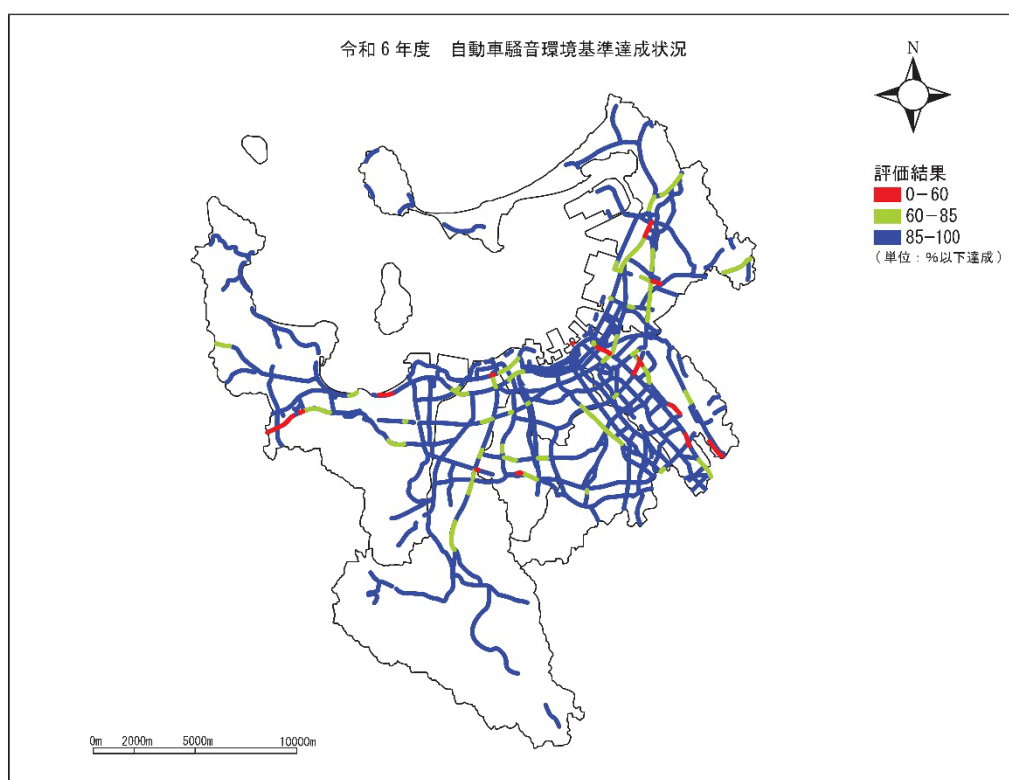 令和6年度　自動車騒音環境基準達成状況
N
評価結果
0－60
60－85
85－100
（単位：％以下達成）
0m 2000m 5000m 10000m